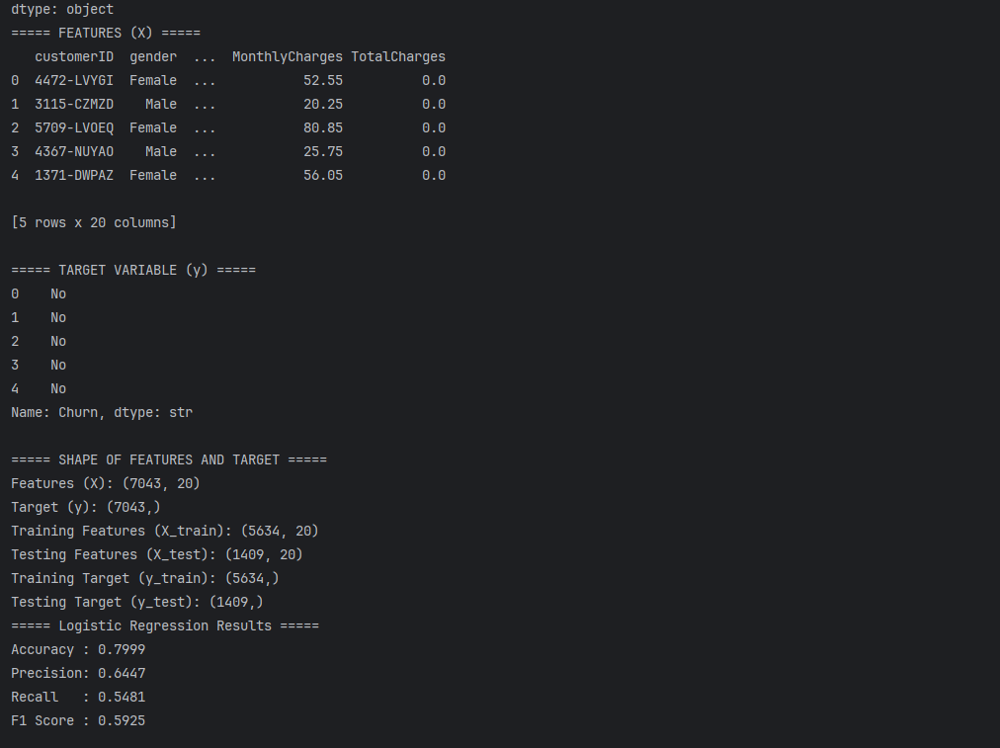 dtype: object
===== FEATURES (X) =====
   customerID  gender  ...  MonthlyCharges TotalCharges
0  4472-LVYGI  Female  ...           52.55          0.0
1  3115-CZMZD    Male  ...           20.25          0.0
2  5709-LVOEQ  Female  ...           80.85          0.0
3  4367-NUYAO    Male  ...           25.75          0.0
4  1371-DWPAZ  Female  ...           56.05          0.0
[5 rows x 20 columns]
===== TARGET VARIABLE (y) =====
0    No
1    No
2    No
3    No
4    No
Name: Churn, dtype: str
===== SHAPE OF FEATURES AND TARGET =====
Features (X): (7043, 20)
Target (y): (7043,)
Training Features (X_train): (5634, 20)
Testing Features (X_test): (1409, 20)
Training Target (y_train): (5634,)
Testing Target (y_test): (1409,)
===== Logistic Regression Results =====
Accuracy : 0.7999
Precision: 0.6447
Recall   : 0.5481
F1 Score : 0.5925